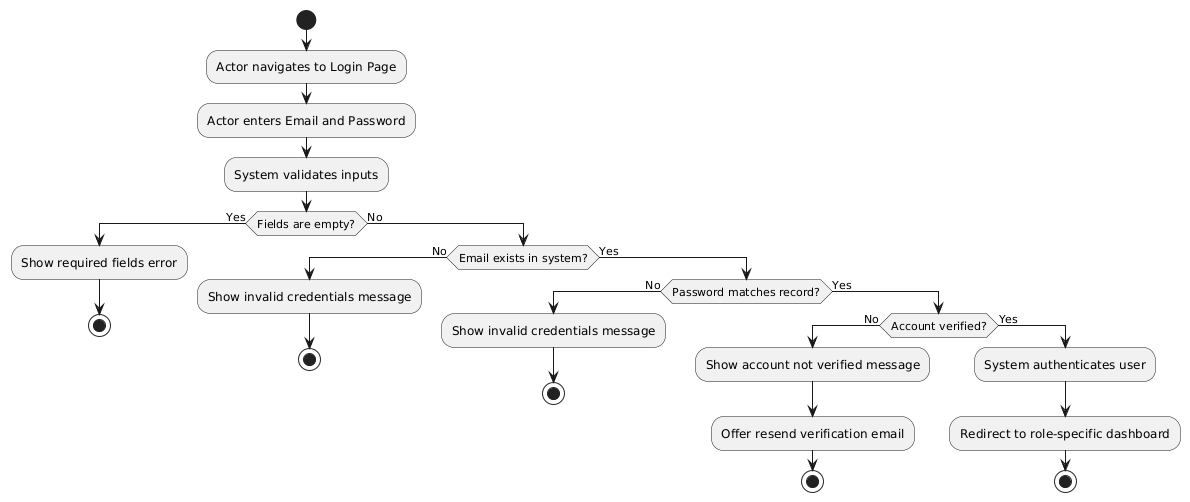 Actor navigates to Login Page
Actor enters Email and Password
System validates inputs
Yes
Fields are empty?
No
Show required fields error
No
Email exists in system?
Yes
Show invalid credentials message
No
Password matches record?
Yes
Show invalid credentials message
No
Account verified?
Yes
Show account not verified message
System authenticates user
Offer resend verification email
Redirect to role-specific dashboard